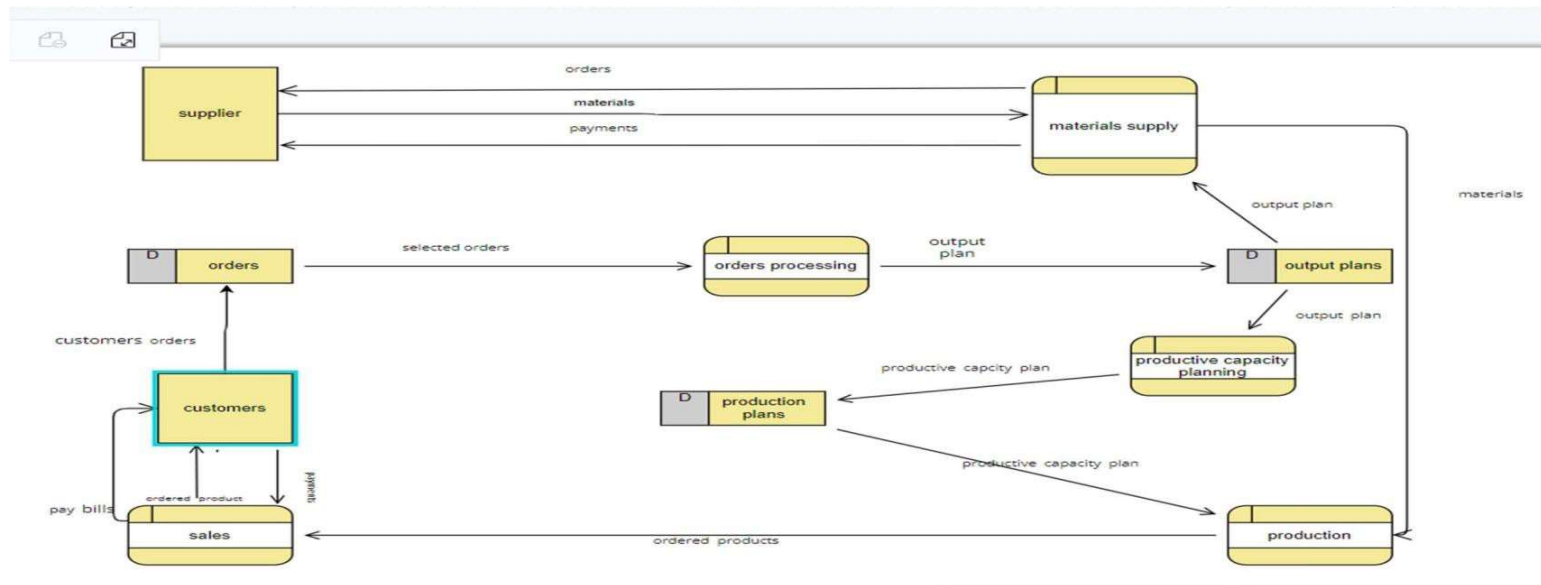 orders
supplier
materials
materials supply
payments
output plan
materials
D
orders
selected orders
orders processing
output
plan
D
output plans
customers orders
output plan
productive capacity
planning
productive capcity plan
customers
D
production
plans
productive capacity plan
payments
ordered product
pay bills
sales
ordered products
production